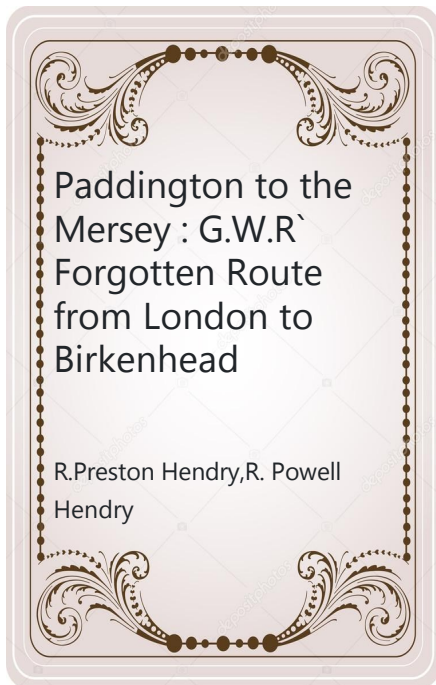 Paddington to the
Mersey : G.W.R`
Forgotten Route
from London to
Birkenhead
R.Preston Hendry,R. Powell
Hendry